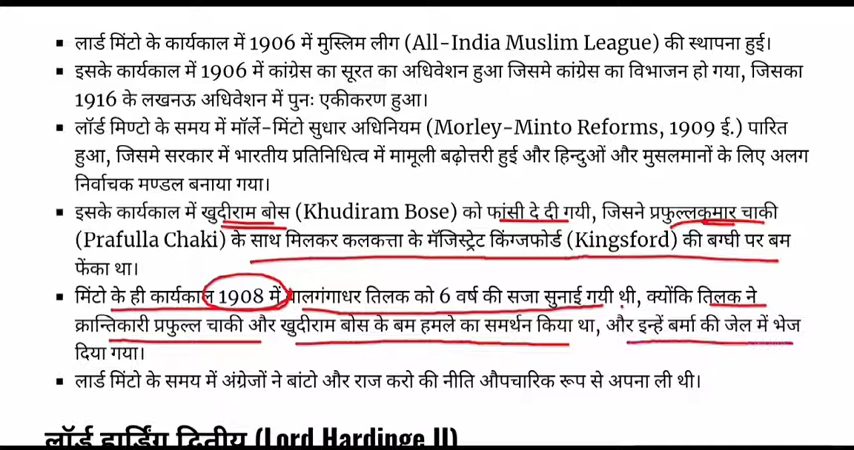 ▪ लार्ड मिंटो के कार्यकाल में 1906 में मुस्लिम लीग (All-India Muslim League) की स्थापना हुई।
▪ इसके कार्यकाल में 1906 में कांग्रेस का सूरत का अधिवेशन हुआ जिसमे कांग्रेस का विभाजन हो गया, जिसका
1916 के लखनऊ अधिवेशन में पुनः एकीकरण हुआ।
▪ लॉर्ड मिण्टो के समय में मॉर्ले-मिंटो सुधार अधिनियम (Morley-Minto Reforms, 1909 ई.) पारित
हुआ, जिसमे सरकार में भारतीय प्रतिनिधित्व में मामूली बढ़ोत्तरी हुई और हिन्दुओं और मुसलमानों के लिए अलग
निर्वाचक मण्डल बनाया गया।
▪ इसके कार्यकाल में खुदीराम बोस (Khudiram Bose) को फांसी दे दी गयी, जिसने प्रफुल्लकुमार चाकी
(Prafulla Chaki) के साथ मिलकर कलकत्ता के मॅजिस्ट्रेट किंग्जफोर्ड (Kingsford) की बग्घी पर बम
फेंका था।
▪ मिंटो के ही कार्यकाल 1908 में बालगंगाधर तिलक को 6 वर्ष की सजा सुनाई गयी थी, क्योंकि तिलक ने
क्रान्तिकारी प्रफुल्ल चाकी और खुदीराम बोस के बम हमले का समर्थन किया था, और इन्हें बर्मा की जेल में भेज
दिया गया।
▪ लार्ड मिंटो के समय में अंग्रेजों ने बांटो और राज करो की नीति औपचारिक रूप से अपना ली थी।
लॉर्ड हार्डिंग द्वितीय (Lord Hardinge II)